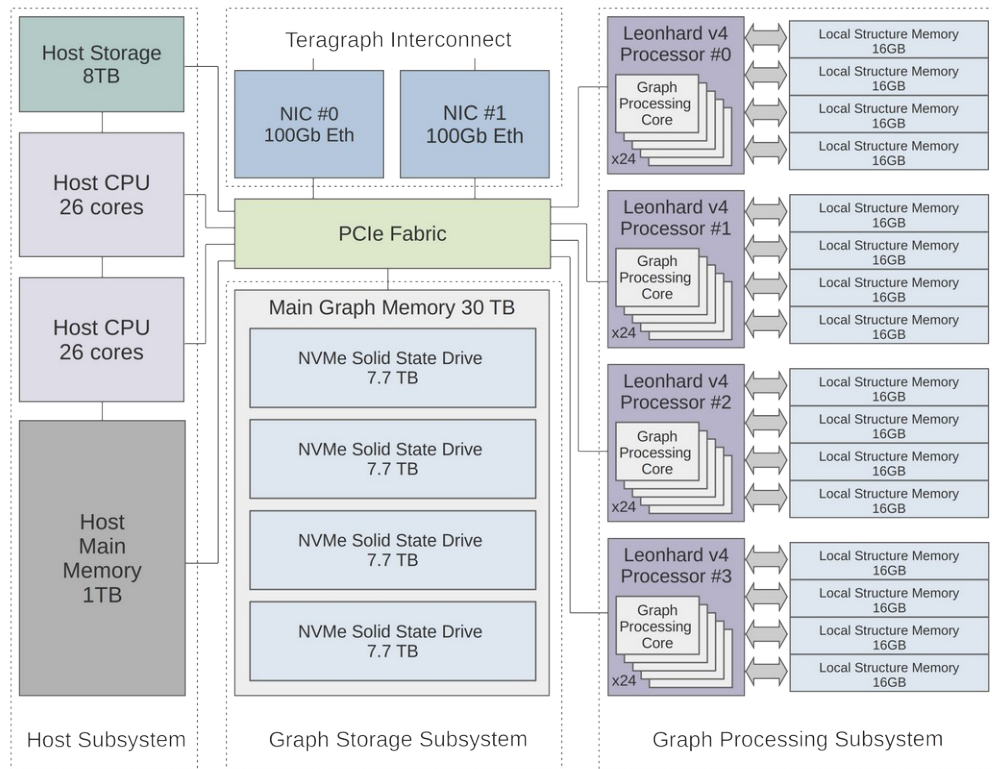 Host Storage
8TB
Host CPU
26 cores
Host CPU
26 cores
Host
Main
Memory
1TB
Host Subsystem
Teragraph Interconnect
NIC #0
100Gb Eth
NIC #1
100Gb Eth
PCIe Fabric
Main Graph Memory 30 TB
NVMe Solid State Drive
7.7 TB
NVMe Solid State Drive
7.7 TB
NVMe Solid State Drive
7.7 TB
NVMe Solid State Drive
7.7 TB
Graph Storage Subsystem
Leonhard v4
Processor #0
Graph
Processing
Core
x24
Local Structure Memory
16GB
Local Structure Memory
16GB
Local Structure Memory
16GB
Local Structure Memory
16GB
Leonhard v4
Processor #1
Graph
Processing
Core
x24
Local Structure Memory
16GB
Local Structure Memory
16GB
Local Structure Memory
16GB
Local Structure Memory
16GB
Leonhard v4
Processor #2
Graph
Processing
Core
x24
Local Structure Memory
16GB
Local Structure Memory
16GB
Local Structure Memory
16GB
Local Structure Memory
16GB
Leonhard v4
Processor #3
Graph
Processing
Core
x24
Local Structure Memory
16GB
Local Structure Memory
16GB
Local Structure Memory
16GB
Local Structure Memory
16GB
Graph Processing Subsystem